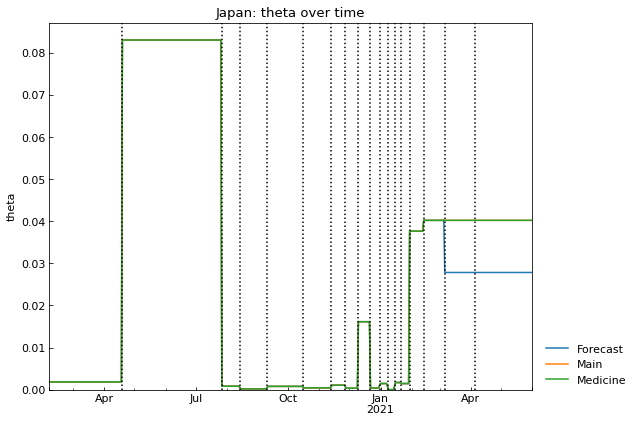 Japan: theta over time
theta
0.08
0.07
0.06
0.05
0.04
0.03
0.02
0.01
0.00
Apr Jul Oct Jan Apr
2021
Forecast
Main
Medicine